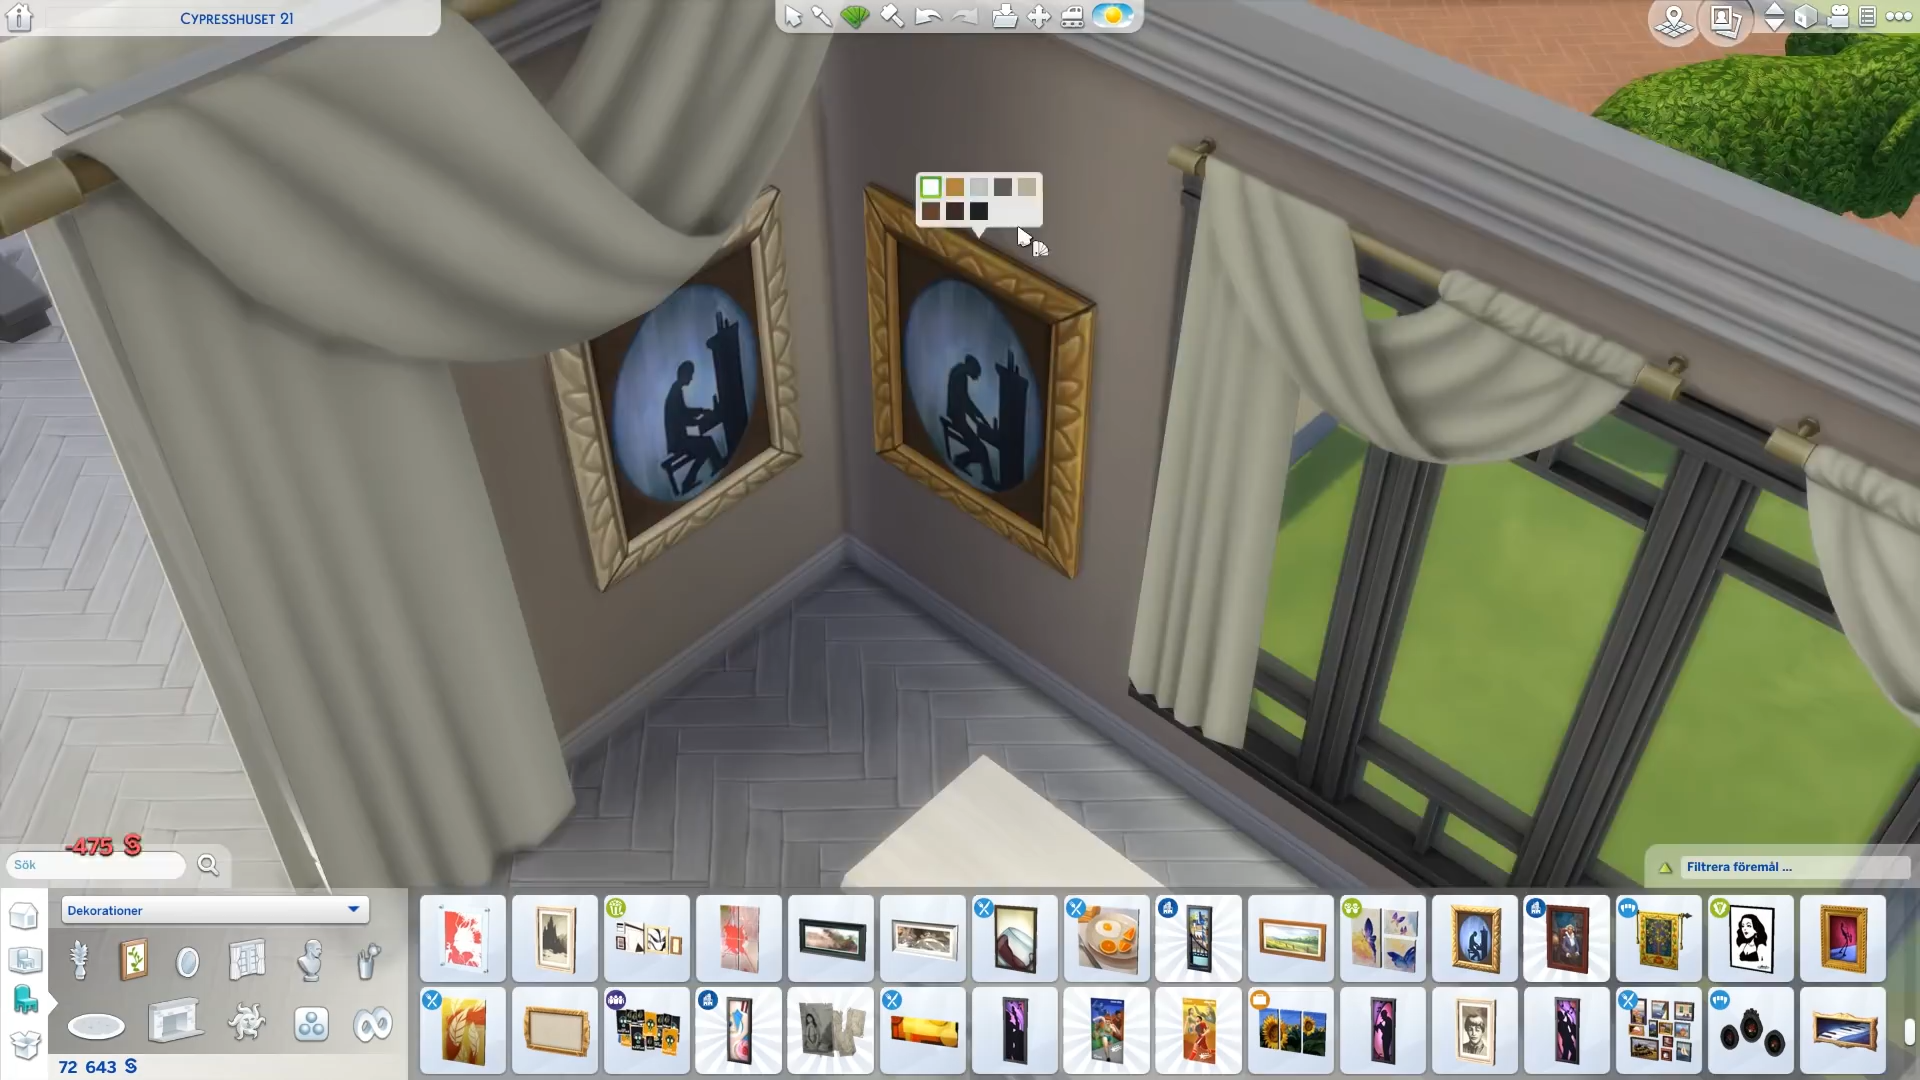 Cypresshuset 21
-475 S
Sök
Filtrera föremål ...
Dekorationer
72 643 S